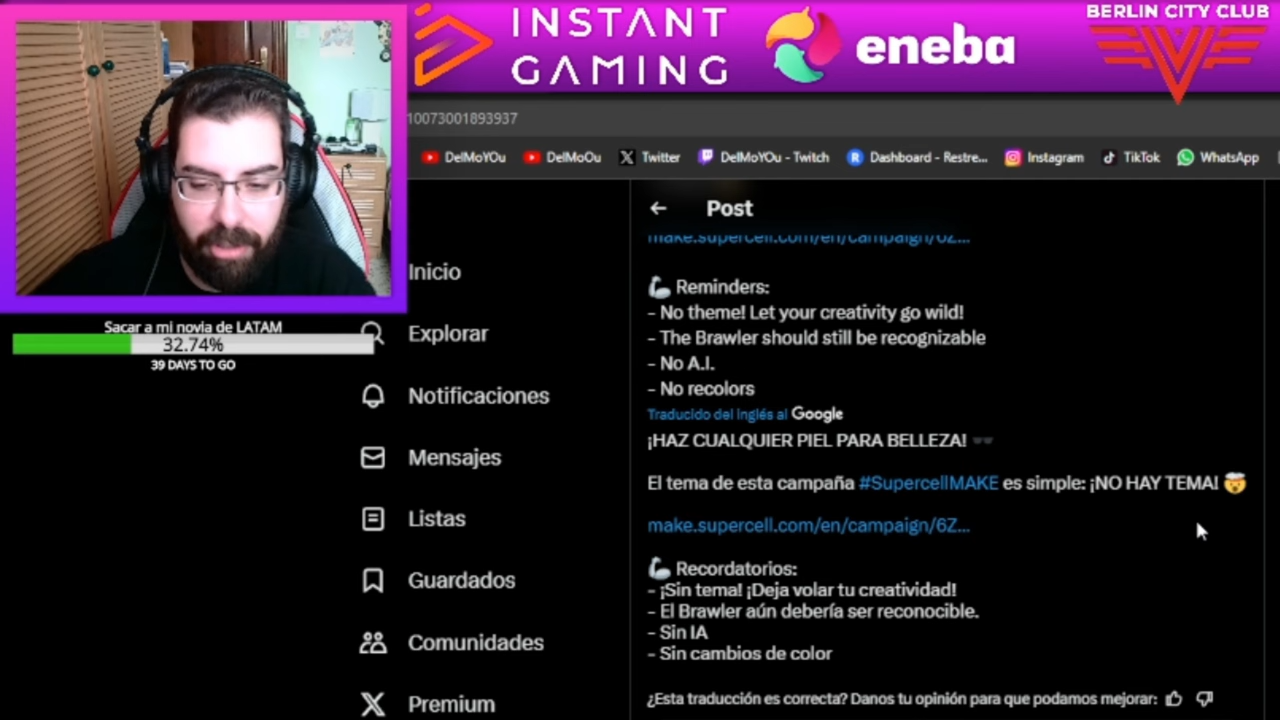 INSTANT
GAMING
eneba
BERLIN CITY CLUB
10073001893937
DelMoYOu
DelMoOu
Twitter
DelMoYOu - Twitch
Dashboard - Restre...
Instagram
TikTok
WhatsApp
Sacar a mi novia de LATAM
32.74%
39 DAYS TO GO
Inicio
Explorar
Notificaciones
Mensajes
Listas
Guardados
Comunidades
Premium
Post
make.supercell.com/en/campaign/6Z...
Reminders:
- No theme! Let your creativity go wild!
- The Brawler should still be recognizable
- No A.I.
- No recolors
Traducido del inglés al Google
¡HAZ CUALQUIER PIEL PARA BELLEZA! 🕶️
El tema de esta campaña #SupercellMAKE es simple: ¡NO HAY TEMA! 🤯
make.supercell.com/en/campaign/6Z...
💪 Recordatorios:
- ¡Sin tema! ¡Deja volar tu creatividad!
- El Brawler aún debería ser reconocible.
- Sin IA
- Sin cambios de color
¿Esta traducción es correcta? Danos tu opinión para que podamos mejorar: